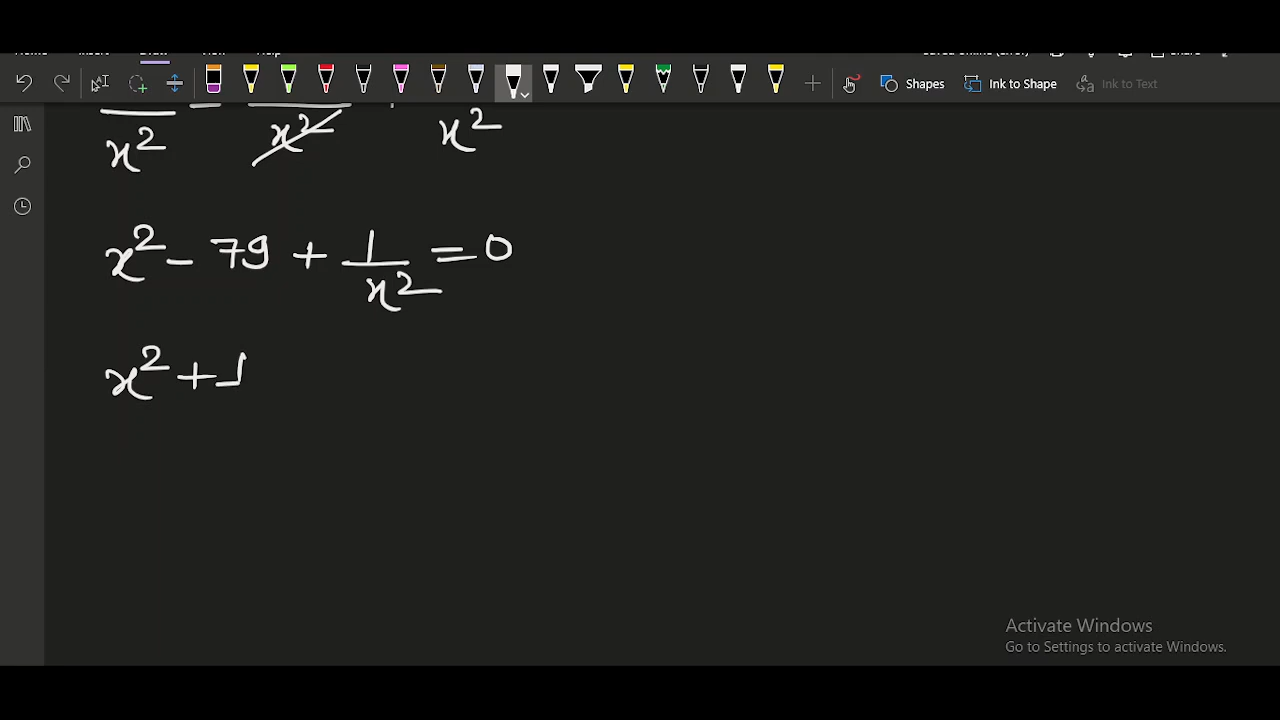 Shapes Ink to Shape Ink to Text
x² = x² x²
x² - 79 + 1/x² = 0
x² + 1
Activate Windows
Go to Settings to activate Windows.